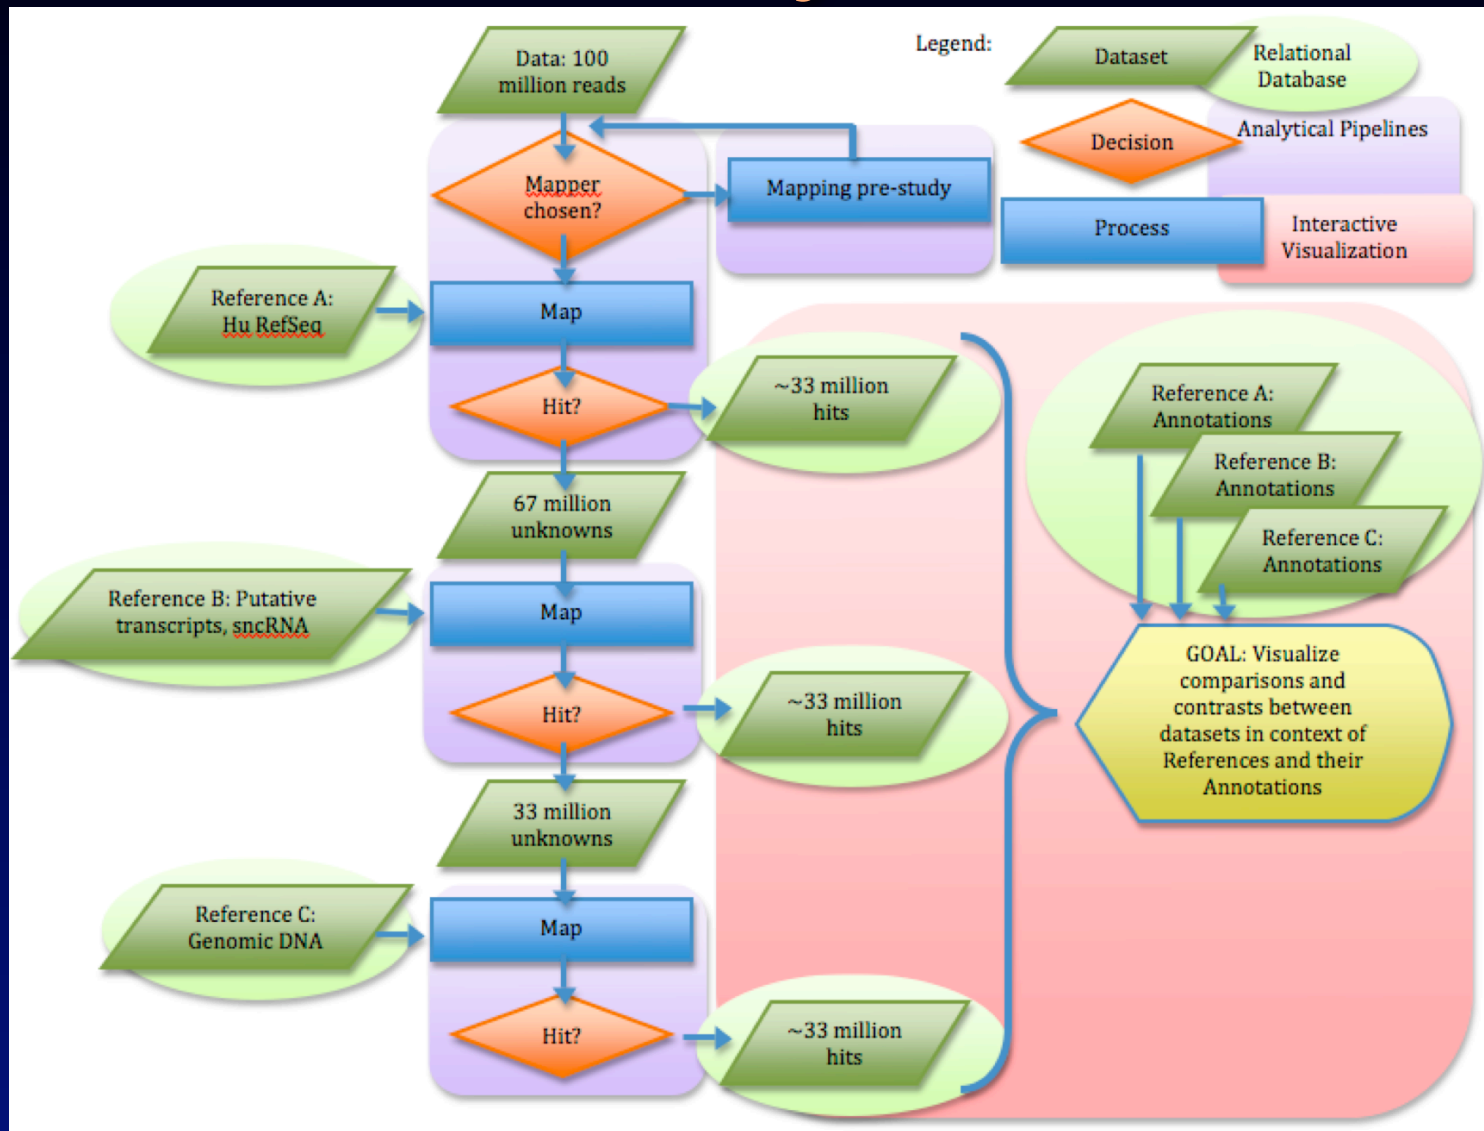 Data: 100
million reads
Legend:
Dataset
Relational
Database
Decision
Analytical Pipelines
Process
Interactive
Visualization
Mapper
chosen?
Mapping pre-study
Reference A:
Hu RefSeq
Map
Hit?
~33 million
hits
67 million
unknowns
Reference B: Putative
transcripts, sncRNA
Map
Hit?
~33 million
hits
33 million
unknowns
Reference C:
Genomic DNA
Map
Hit?
~33 million
hits
Reference A:
Annotations
Reference B:
Annotations
Reference C:
Annotations
GOAL: Visualize
comparisons and
contrasts between
datasets in context of
References and their
Annotations